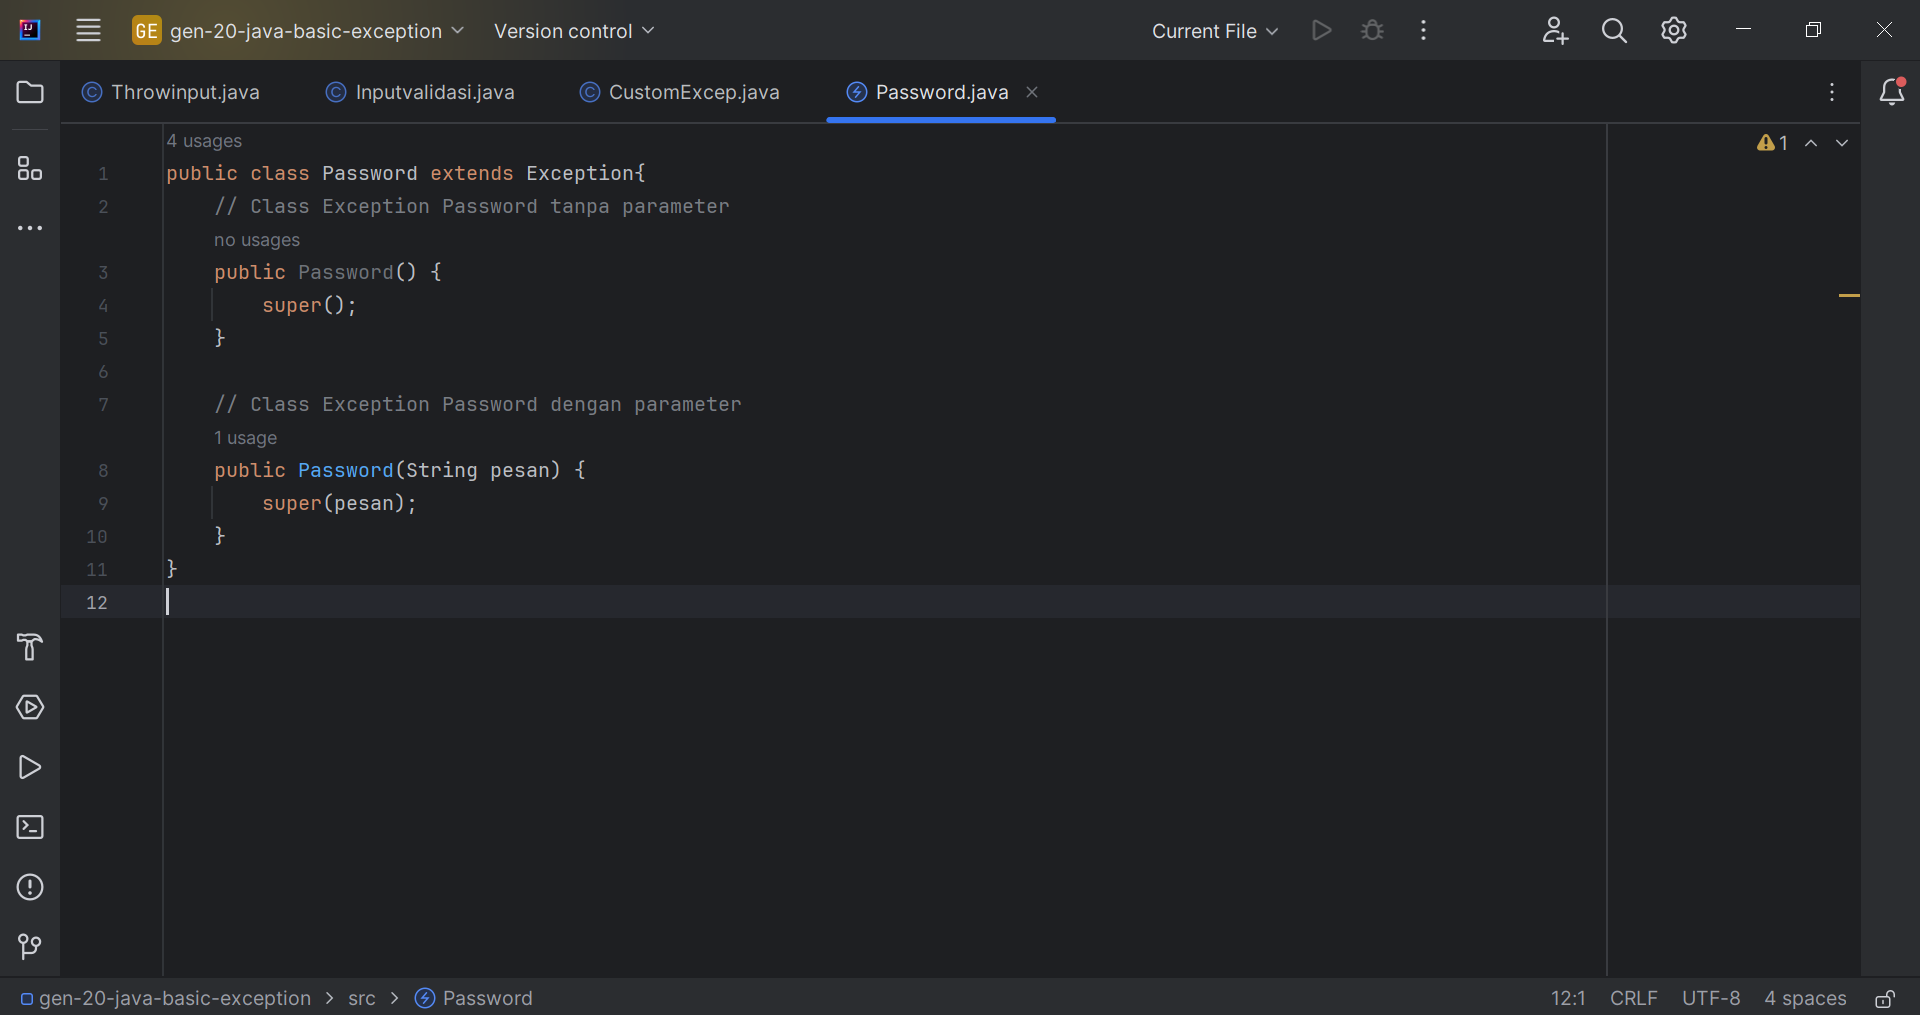 GE gen-20-java-basic-exception Version control Current File
Throwinput.java Inputvalidasi.java CustomExcep.java Password.java
4 usages 1
1 public class Password extends Exception{
2 // Class Exception Password tanpa parameter
no usages
3 public Password() {
4 super();
5 }
6
7 // Class Exception Password dengan parameter
1 usage
8 public Password(String pesan) {
9 super(pesan);
10 }
11 }
12
gen-20-java-basic-exception > src > Password 12:1 CRLF UTF-8 4 spaces